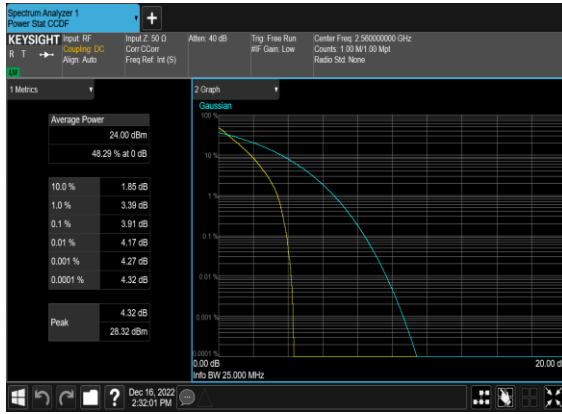 Spectrum Analyzer 1
Power Stat CCDF
+
KEYSIGHT
R T
LXI
Input: RF
Coupling: DC
Align: Auto
Input Z: 50 Ω
Corr CCorr
Freq Ref: Int (S)
Atten: 40 dB
Trig: Free Run
#IF Gain: Low
Center Freq: 2.560000000 GHz
Counts: 1.00 M/1.00 Mpt
Radio Std: None
1 Metrics
Average Power
24.00 dBm
48.29 % at 0 dB
10.0 % 1.85 dB
1.0 % 3.39 dB
0.1 % 3.91 dB
0.01 % 4.17 dB
0.001 % 4.27 dB
0.0001 % 4.32 dB
Peak
4.32 dB
28.32 dBm
2 Graph
Gaussian
100 %
10 %
1 %
0.1 %
0.01 %
0.001 %
0.0001 %
0.00 dB
20.00 d
Info BW 25.000 MHz
?
Dec 16, 2022
2:32:01 PM